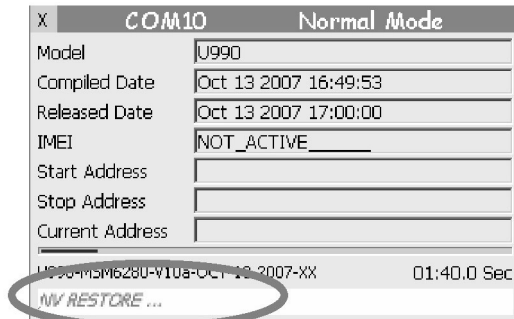 X COM10 Normal Mode
Model U990
Compiled Date Oct 13 2007 16:49:53
Released Date Oct 13 2007 17:00:00
IMEI NOT_ACTIVE______
Start Address
Stop Address
Current Address
U990-MSM6280-V10a-OCT-13-2007-XX 01:40.0 Sec
NV RESTORE ...